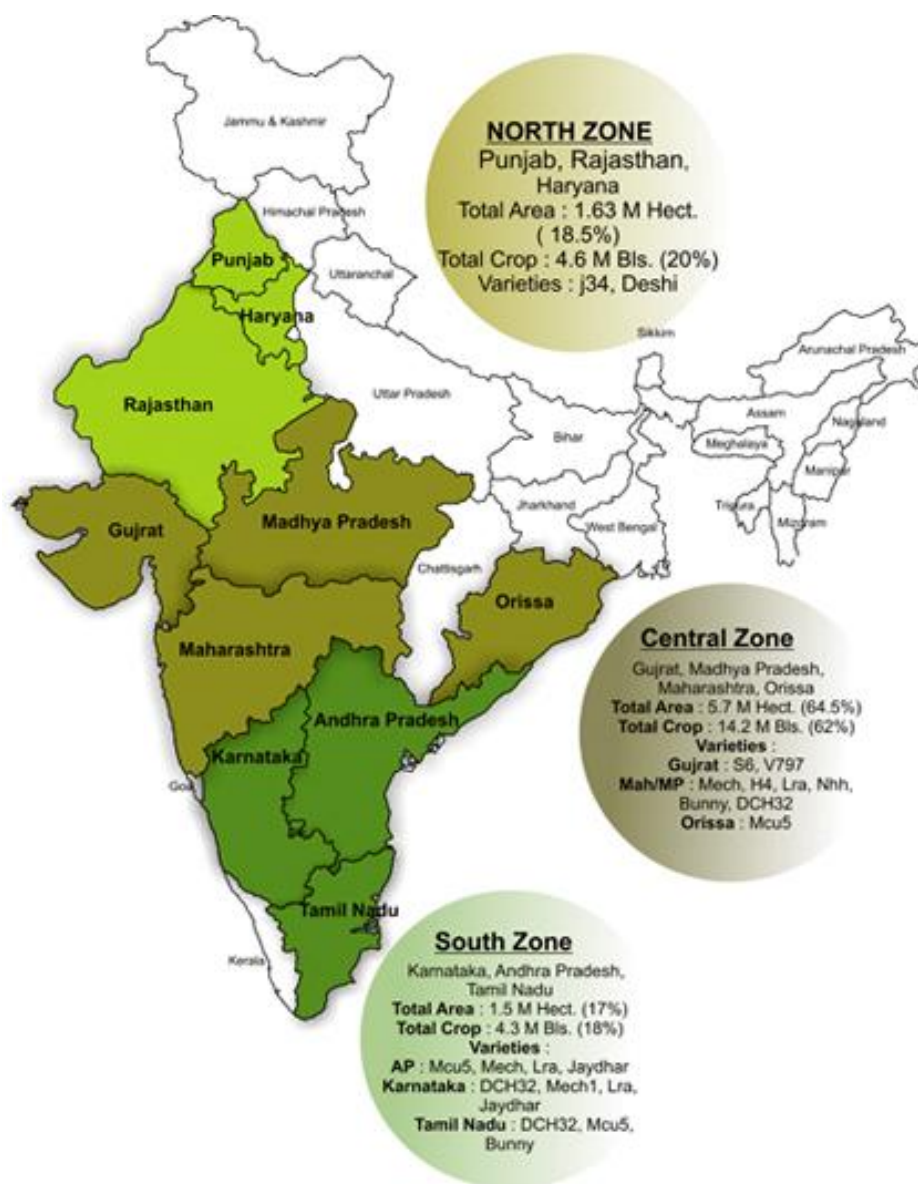 Jammu & Kashmir
NORTH ZONE
Punjab, Rajasthan,
Haryana
Total Area : 1.63 M Hect.
( 18.5%)
Total Crop : 4.6 M Bls. (20%)
Varieties : j34, Deshi
Himachal Pradesh
Punjab
Uttaranchal
Haryana
Sikkim
Arunachal Pradesh
Rajasthan
Uttar Pradesh
Assam
Nagaland
Bihar
Meghalaya
Manipur
Jharkhand
Tripura
Mizoram
West Bengal
Gujrat
Madhya Pradesh
Chattisgarh
Orissa
Maharashtra
Central Zone
Gujrat, Madhya Pradesh,
Maharashtra, Orissa
Total Area : 5.7 M Hect. (64.5%)
Total Crop : 14.2 M Bls. (62%)
Varieties :
Gujrat : S6, V797
Mah/MP : Mech, H4, Lra, Nhh,
Bunny, DCH32
Orissa : Mcu5
Andhra Pradesh
Karnataka
Goa
Tamil Nadu
Kerala
South Zone
Karnataka, Andhra Pradesh,
Tamil Nadu
Total Area : 1.5 M Hect. (17%)
Total Crop : 4.3 M Bls. (18%)
Varieties :
AP : Mcu5, Mech, Lra, Jaydhar
Karnataka : DCH32, Mech1, Lra,
Jaydhar
Tamil Nadu : DCH32, Mcu5,
Bunny